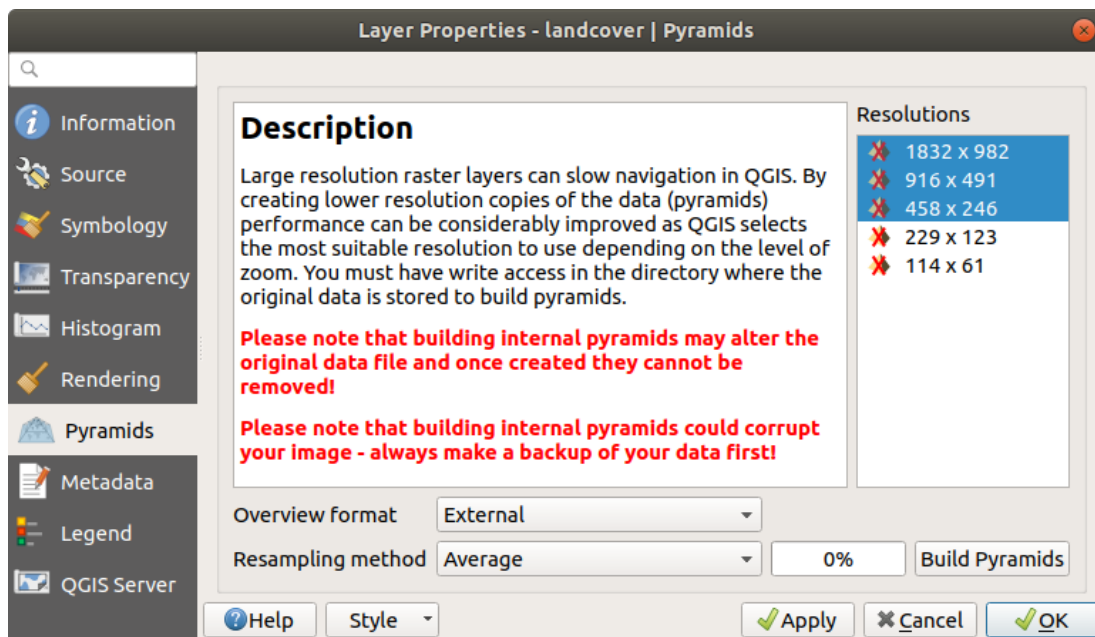 Layer Properties - landcover | Pyramids
Information
Source
Symbology
Transparency
Histogram
Rendering
Pyramids
Metadata
Legend
QGIS Server
Description
Large resolution raster layers can slow navigation in QGIS. By
creating lower resolution copies of the data (pyramids)
performance can be considerably improved as QGIS selects
the most suitable resolution to use depending on the level of
zoom. You must have write access in the directory where the
original data is stored to build pyramids.
Please note that building internal pyramids may alter the
original data file and once created they cannot be
removed!
Please note that building internal pyramids could corrupt
your image - always make a backup of your data first!
Resolutions
1832 x 982
916 x 491
458 x 246
229 x 123
114 x 61
Overview format External
Resampling method Average 0% Build Pyramids
Help Style Apply Cancel OK